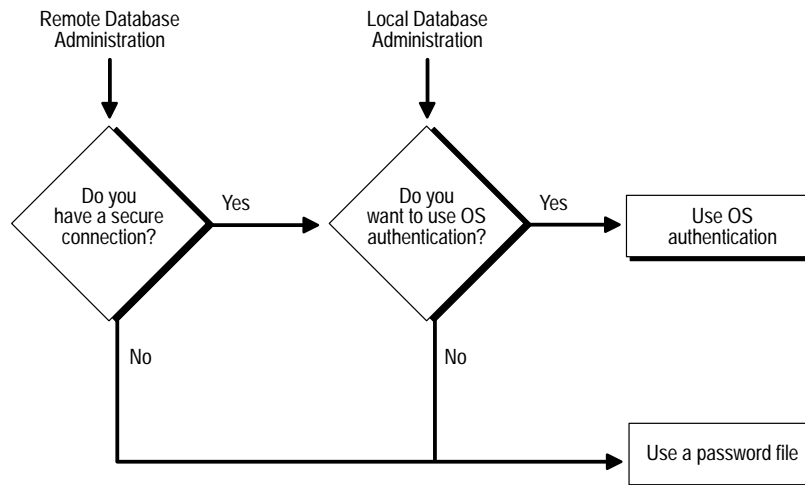 Remote Database
Administration
Local Database
Administration
Do you
have a secure
connection?
Yes
Do you
want to use OS
authentication?
Yes
Use OS
authentication
No
No
Use a password file